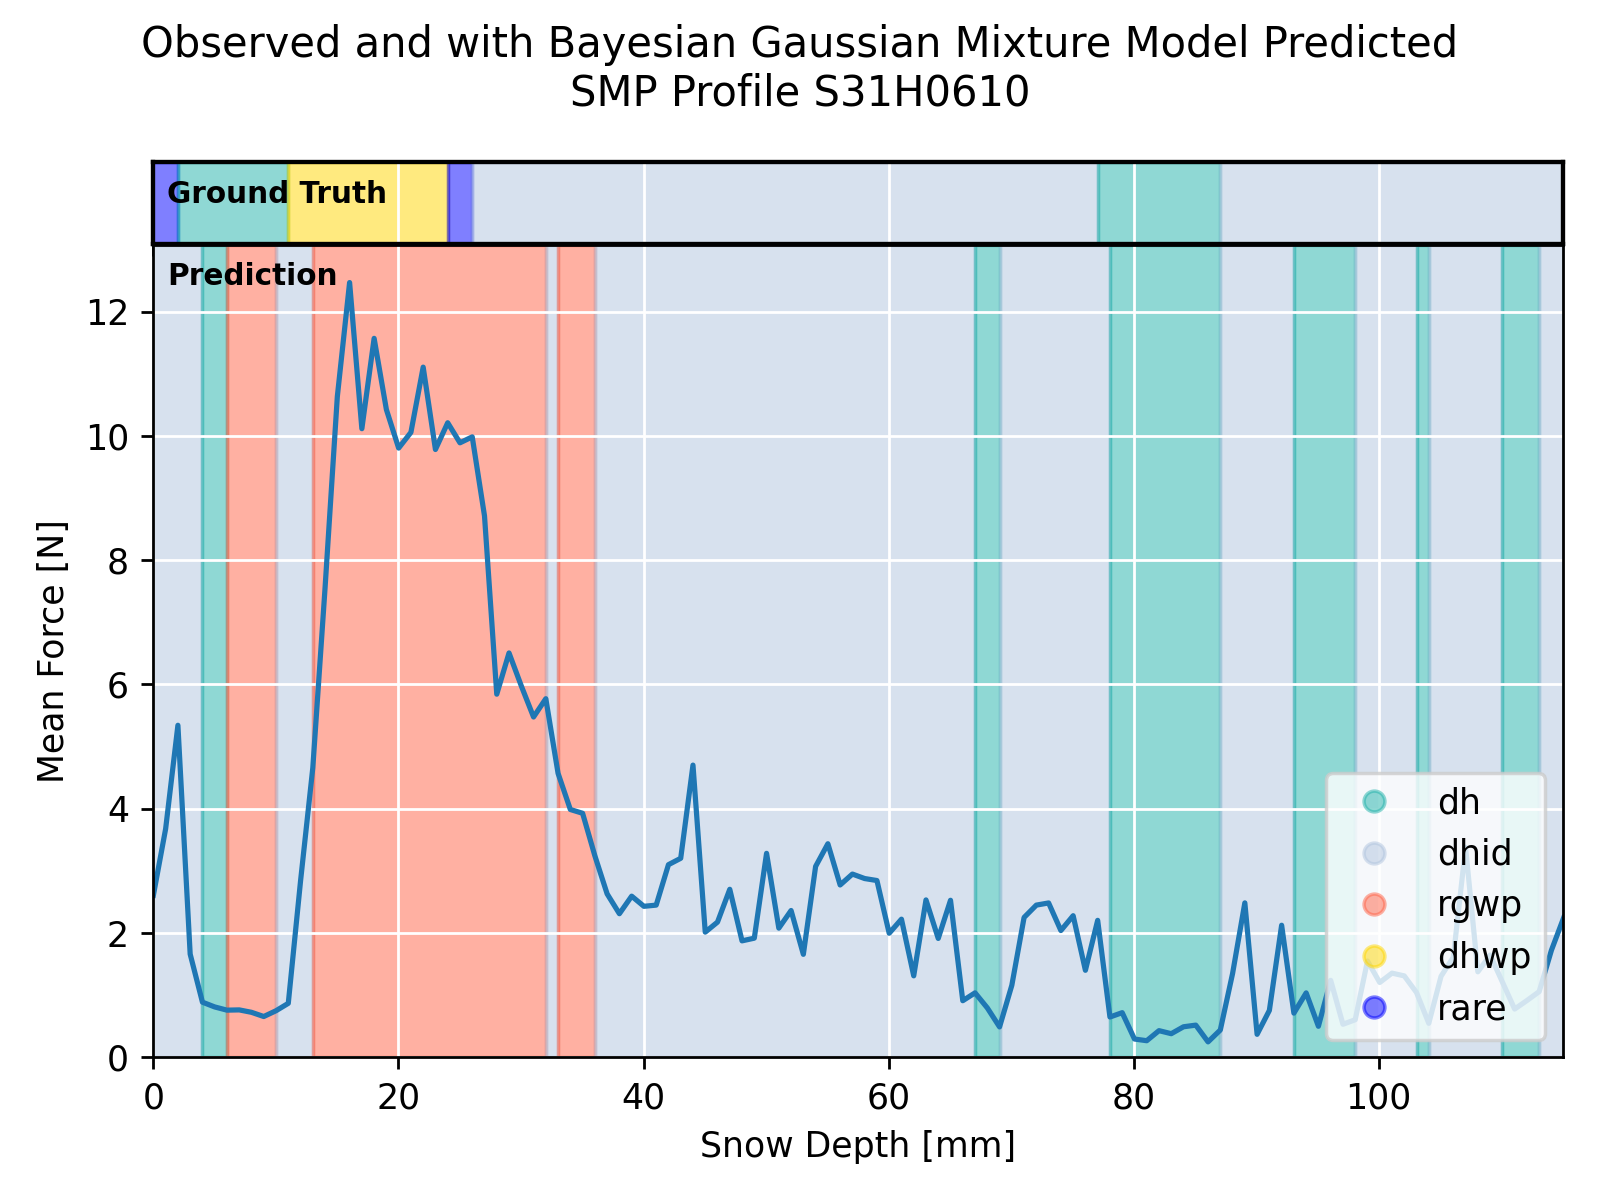 Observed and with Bayesian Gaussian Mixture Model Predicted
SMP Profile S31H0610
Ground Truth
Prediction
12
10
8
6
4
2
0
Mean Force [N]
dh
dhid
rgwp
dhwp
rare
0 20 40 60 80 100
Snow Depth [mm]